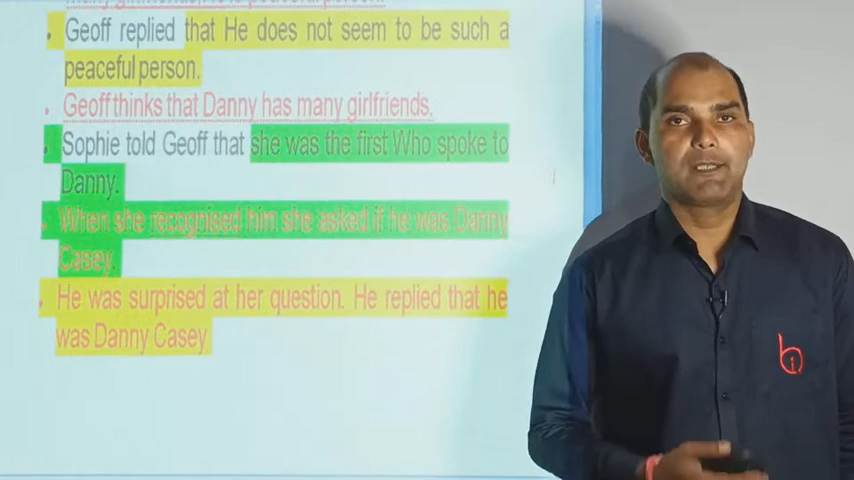 Geoff replied that He does not seem to be such a
peaceful person.
Geoff thinks that Danny has many girlfriends.
Sophie told Geoff that she was the first Who spoke to
Danny.
When she recognised him she asked if he was Danny
Casey.
He was surprised at her question. He replied that he
was Danny Casey